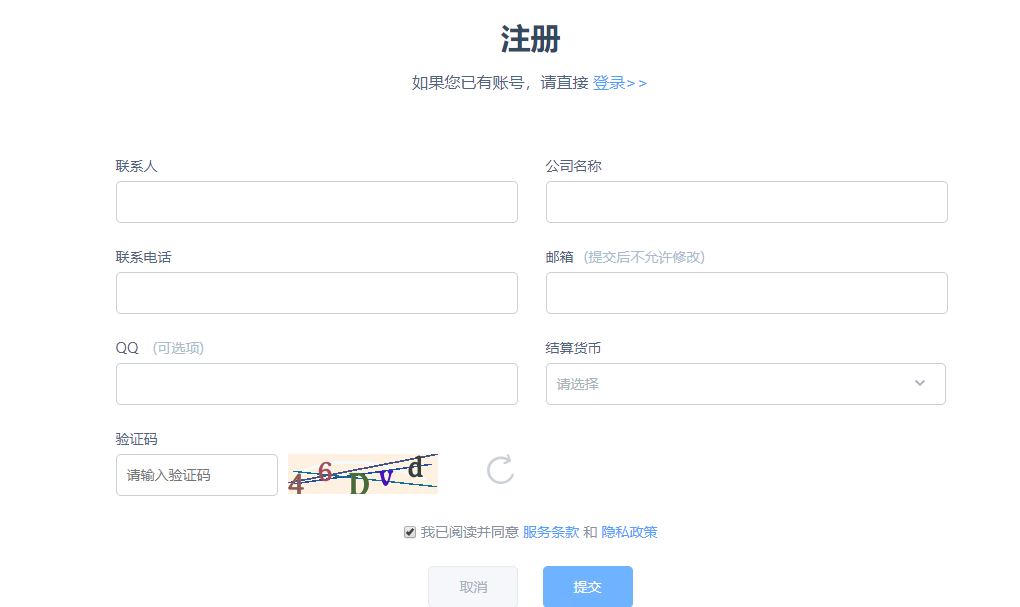 注册
如果您已有账号，请直接 登录>>
联系人
公司名称
联系电话
邮箱 (提交后不允许修改)
QQ (可选项)
结算货币
请选择
验证码
请输入验证码
46DVd
我已阅读并同意 服务条款 和 隐私政策
取消
提交